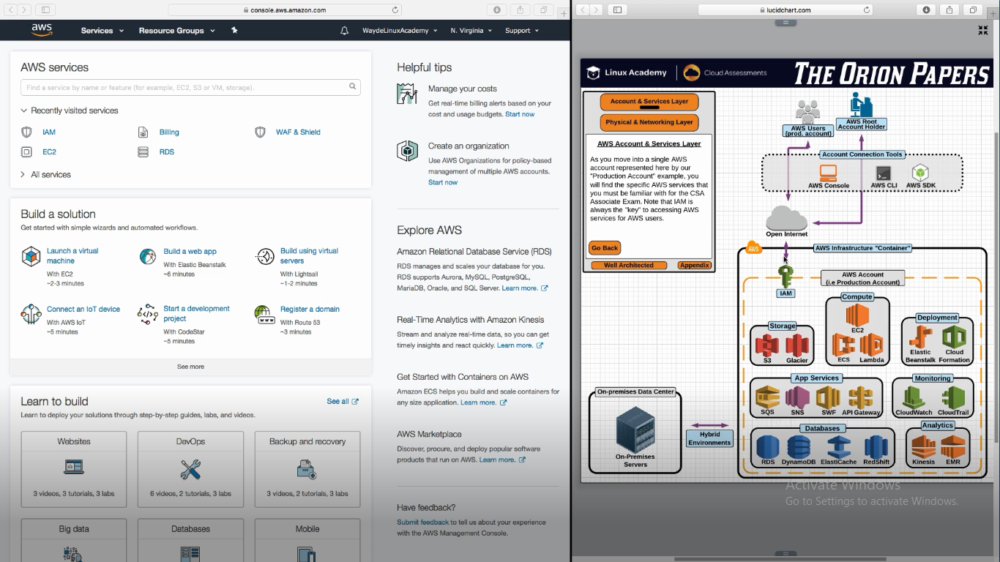 console.aws.amazon.com
aws
Services
Resource Groups
WaydeLinuxAcademy
N. Virginia
Support
AWS services
Find a service by name or feature (for example, EC2, S3 or VM, storage).
Recently visited services
IAM
Billing
WAF & Shield
EC2
RDS
All services
Build a solution
Get started with simple wizards and automated workflows.
Launch a virtual
machine
With EC2
~2-3 minutes
Build a web app
With Elastic Beanstalk
~6 minutes
Build using virtual
servers
With Lightsail
~1-2 minutes
Connect an IoT device
With AWS IoT
~5 minutes
Start a development
project
With CodeStar
~5 minutes
Register a domain
With Route 53
~3 minutes
See more
Learn to build
See all
Learn to deploy your solutions through step-by-step guides, labs, and videos.
Websites
3 videos, 3 tutorials, 3 labs
DevOps
6 videos, 2 tutorials, 3 labs
Backup and recovery
3 videos, 2 tutorials, 3 labs
Big data
Databases
Mobile
Helpful tips
Manage your costs
Get real-time billing alerts based on your
cost and usage budgets. Start now
Create an organization
Use AWS Organizations for policy-based
management of multiple AWS accounts.
Start now
Explore AWS
Amazon Relational Database Service (RDS)
RDS manages and scales your database for you.
RDS supports Aurora, MySQL, PostgreSQL,
MariaDB, Oracle, and SQL Server. Learn more.
Real-Time Analytics with Amazon Kinesis
Stream and analyze real-time data, so you can get
timely insights and react quickly. Learn more.
Get Started with Containers on AWS
Amazon ECS helps you build and scale containers for
any size application. Learn more.
AWS Marketplace
Discover, procure, and deploy popular software
products that run on AWS. Learn more.
Have feedback?
Submit feedback to tell us about your experience
with the AWS Management Console.
lucidchart.com
Linux Academy
Cloud Assessments
THE ORION PAPERS
Account & Services Layer
Physical & Networking Layer
AWS Account & Services Layer
As you move into a single AWS
account represented here by our
"Production Account" example, you
will find the specific AWS services that
you must be familiar with for the CSA
Associate Exam. Note that IAM is
always the "key" to accessing AWS
services for AWS users.
Go Back
Well Architected
Appendix
AWS Users
(prod. account)
AWS Root
Account Holder
Account Connection Tools
AWS Console
AWS CLI
AWS SDK
Open Internet
AWS
AWS Infrastructure "Container"
IAM
AWS Account
(i.e Production Account)
Compute
EC2
ECS
Lambda
Storage
S3
Glacier
Deployment
Elastic
Beanstalk
Cloud
Formation
App Services
SQS
SNS
SWF
API Gateway
Monitoring
CloudWatch
CloudTrail
Databases
RDS
DynamoDB
ElastiCache
RedShift
Analytics
Kinesis
EMR
On-premises Data Center
On-Premises
Servers
Hybrid
Environments
Activate Windows
Go to Settings to activate Windows.